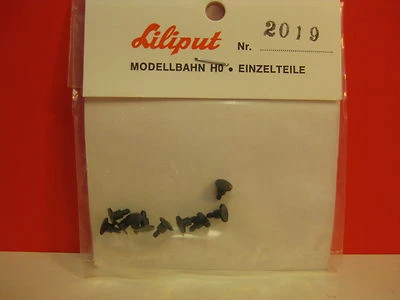 Liliput
Nr. 2019
MODELLBAHN H0 • EINZELTEILE